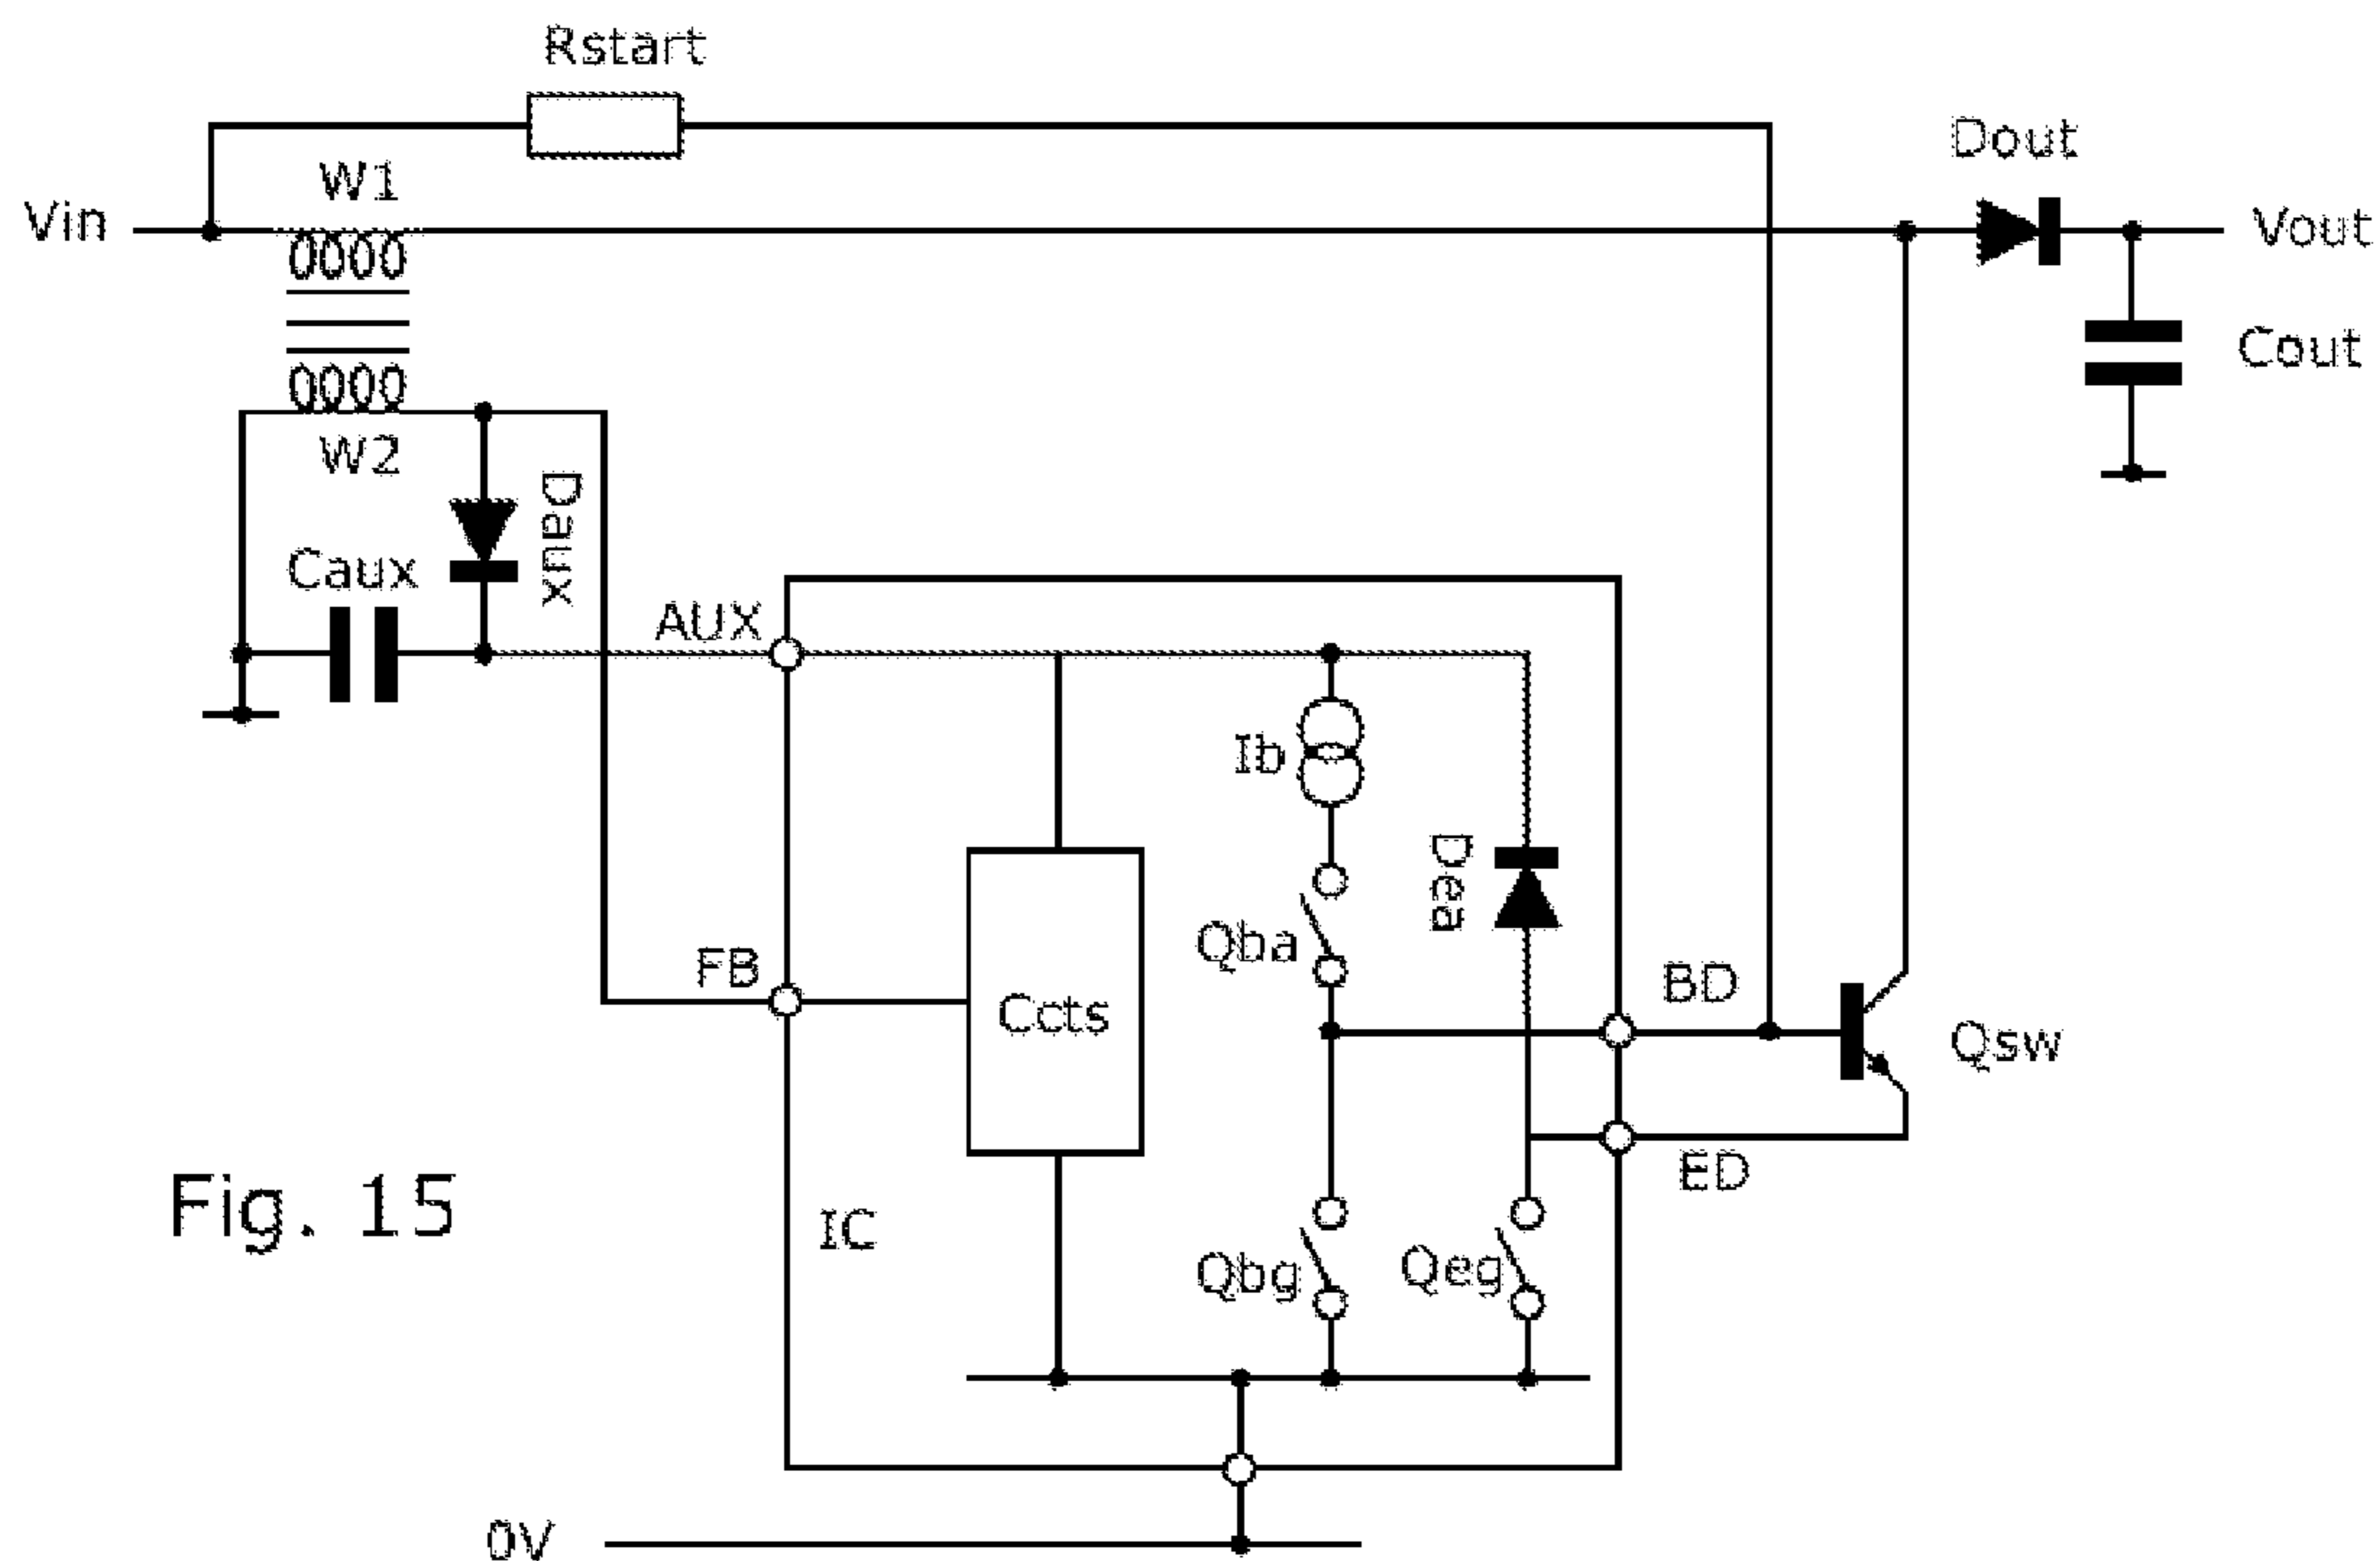 Rstart
Dout
W1
Vin
Vout
Cout
W2
Daux
Caux
AUX
Ib
Dea
Qba
FB
BD
Ccts
Qsw
ED
Fig. 15
IC
Qbg
Qeg
0V